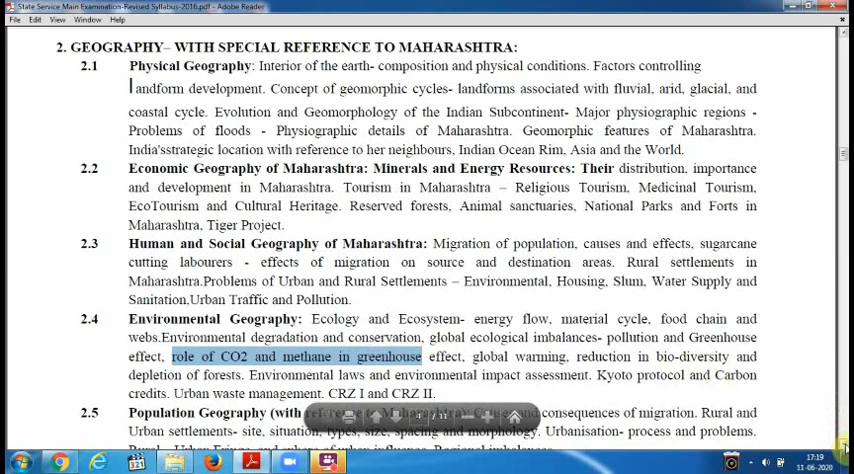 State Service Main Examination-Revised Syllabus-2016.pdf - Adobe Reader
File Edit View Window Help
2. GEOGRAPHY– WITH SPECIAL REFERENCE TO MAHARASHTRA:
2.1 Physical Geography: Interior of the earth- composition and physical conditions. Factors controlling
landform development. Concept of geomorphic cycles- landforms associated with fluvial, arid, glacial, and
coastal cycle. Evolution and Geomorphology of the Indian Subcontinent- Major physiographic regions -
Problems of floods - Physiographic details of Maharashtra. Geomorphic features of Maharashtra.
India'sstrategic location with reference to her neighbours, Indian Ocean Rim, Asia and the World.
2.2 Economic Geography of Maharashtra: Minerals and Energy Resources: Their distribution, importance
and development in Maharashtra. Tourism in Maharashtra – Religious Tourism, Medicinal Tourism,
EcoTourism and Cultural Heritage. Reserved forests, Animal sanctuaries, National Parks and Forts in
Maharashtra, Tiger Project.
2.3 Human and Social Geography of Maharashtra: Migration of population, causes and effects, sugarcane
cutting labourers - effects of migration on source and destination areas. Rural settlements in
Maharashtra.Problems of Urban and Rural Settlements – Environmental, Housing, Slum, Water Supply and
Sanitation,Urban Traffic and Pollution.
2.4 Environmental Geography: Ecology and Ecosystem- energy flow, material cycle, food chain and
webs.Environmental degradation and conservation, global ecological imbalances- pollution and Greenhouse
effect, role of CO2 and methane in greenhouse effect, global warming, reduction in bio-diversity and
depletion of forests. Environmental laws and environmental impact assessment. Kyoto protocol and Carbon
credits. Urban waste management. CRZ I and CRZ II.
2.5 Population Geography (with reference to Maharashtra): Causes and consequences of migration. Rural and
Urban settlements- site, situation, types, size, spacing and morphology. Urbanisation- process and problems.
321
17:19
11-06-2020